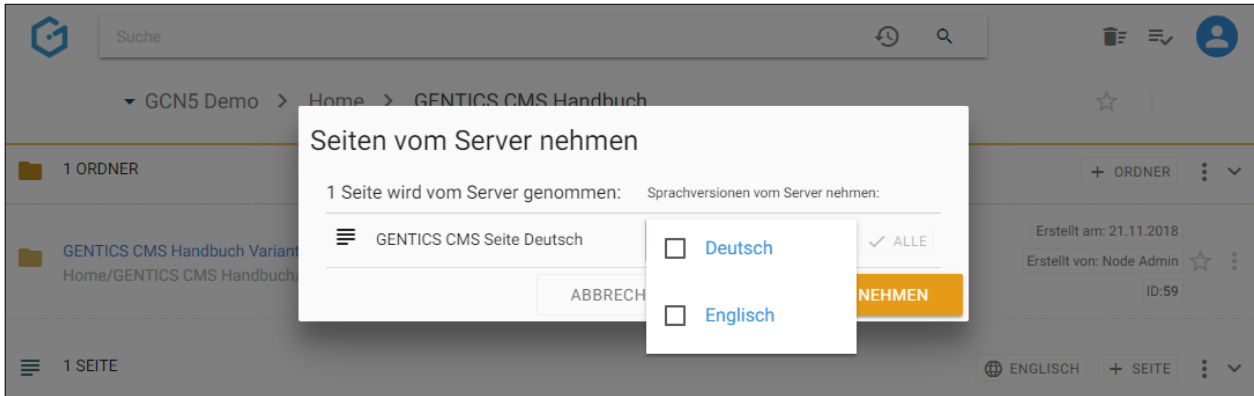 Suche
GCN5 Demo > Home > GENTICS CMS Handbuch
Seiten vom Server nehmen
1 ORDNER
+ ORDNER
1 Seite wird vom Server genommen:
Sprachversionen vom Server nehmen:
GENTICS CMS Seite Deutsch
Deutsch
ALLE
GENTICS CMS Handbuch Variant
Home/GENTICS CMS Handbuch/
Erstellt am: 21.11.2018
Erstellt von: Node Admin
ID:59
ABBRECH
Englisch
NEHMEN
1 SEITE
ENGLISCH
+ SEITE